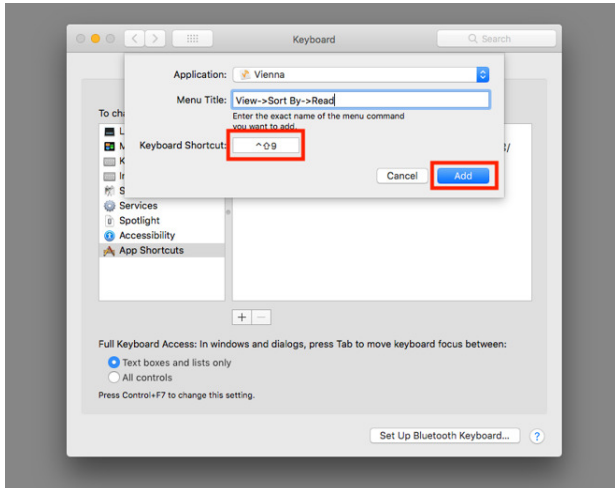 Keyboard
Search
Application:
Vienna
Menu Title:
View->Sort By->Read
Enter the exact name of the menu command
you want to add.
To
Keyboard Shortcut:
^⇧9
Cancel
Add
Services
Spotlight
Accessibility
App Shortcuts
+ −
Full Keyboard Access: In windows and dialogs, press Tab to move keyboard focus between:
Text boxes and lists only
All controls
Press Control+F7 to change this setting.
Set Up Bluetooth Keyboard...
?